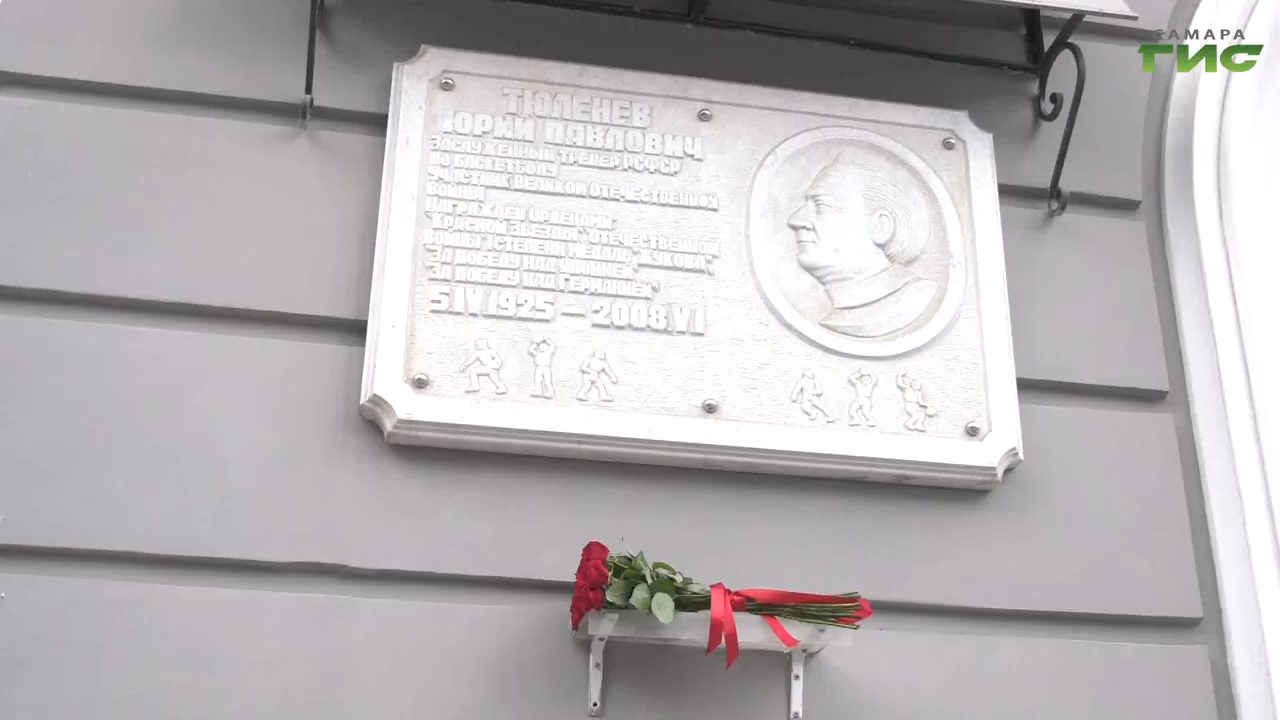 САМАРА
ГИС
ТЮЛЕНЕВ
ЮРИЙ ПАВЛОВИЧ
ЗАСЛУЖЕННЫЙ ТРЕНЕР РСФСР
ПО БАСКЕТБОЛУ
УЧАСТНИК ВЕЛИКОЙ ОТЕЧЕСТВЕННОЙ
ВОЙНЫ
НАГРАЖДЕН ОРДЕНАМИ
"КРАСНОЙ ЗВЕЗДЫ" "ОТЕЧЕСТВЕННОЙ
ВОЙНЫ" СТЕПЕНИ МЕДАЛЬ "ЖУКОВА"
"ЗА ПОБЕДУ НАД ЯПОНИЕЙ"
"ЗА ПОБЕДУ НАД ГЕРМАНИЕЙ"
5.IV 1925 — 2008.VI